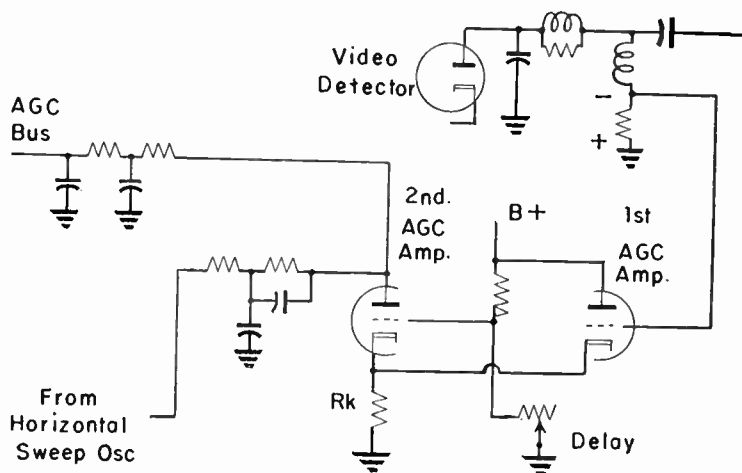 Video
Detector
AGC
Bus
−
+
2nd.
AGC
Amp.
B+
1st
AGC
Amp.
Rk
From
Horizontal
Sweep Osc
Delay